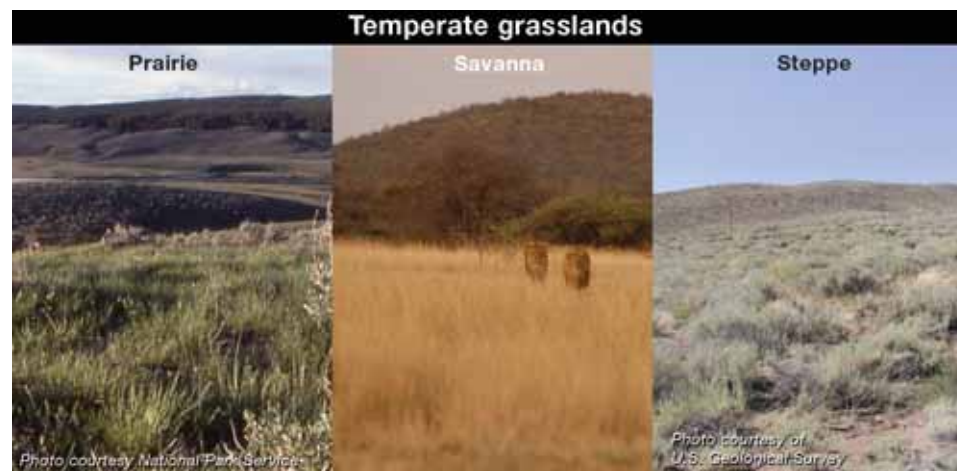 Temperate grasslands
Prairie
Savanna
Steppe
Photo courtesy National Park Service
Photo courtesy of
U.S. Geological Survey